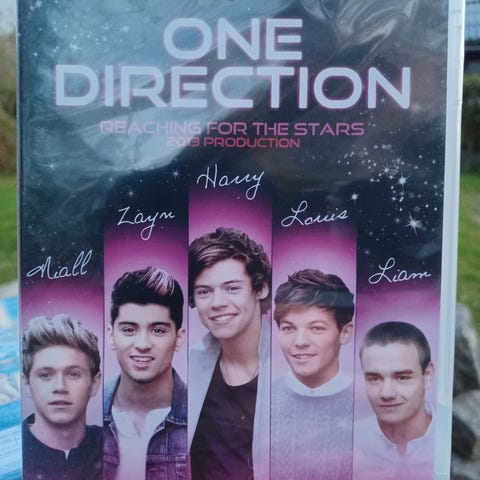 ONE
DIRECTION
REACHING FOR THE STARS
2013 PRODUCTION
Harry
Zayn
Louis
Niall
Liam